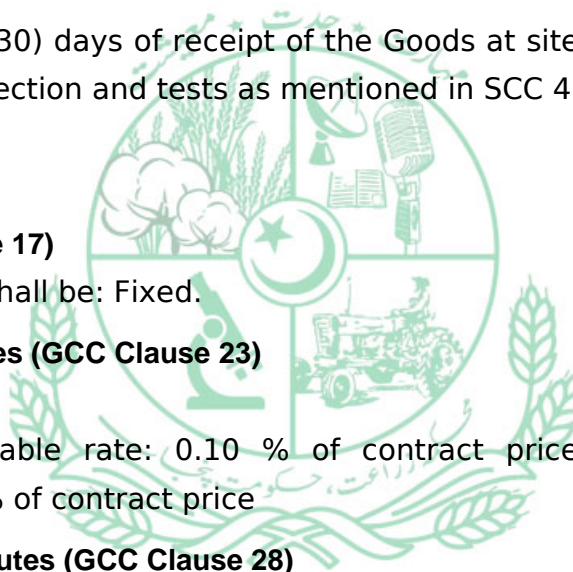 30) days of receipt of the Goods at site
ection and tests as mentioned in SCC 4
17)
hall be: Fixed.
es (GCC Clause 23)
able rate: 0.10 % of contract price
of contract price
utes (GCC Clause 28)